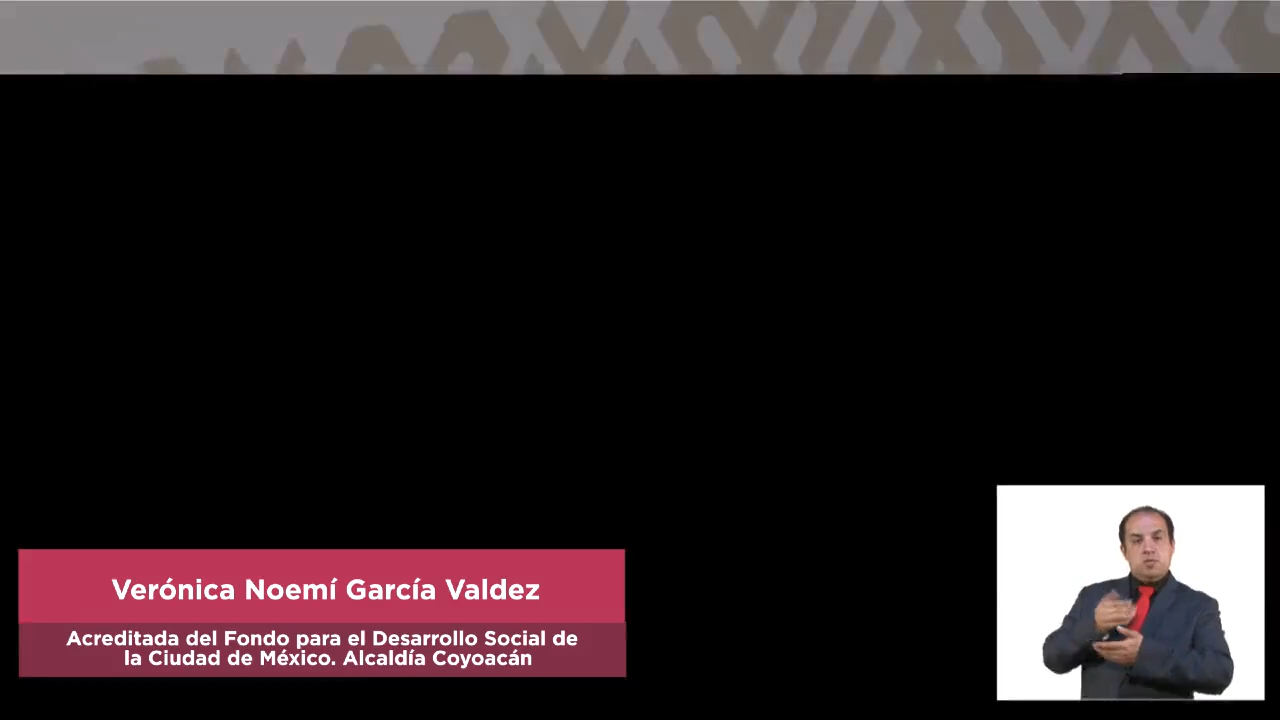 Verónica Noemí García Valdez
Acreditada del Fondo para el Desarrollo Social de
la Ciudad de México. Alcaldía Coyoacán